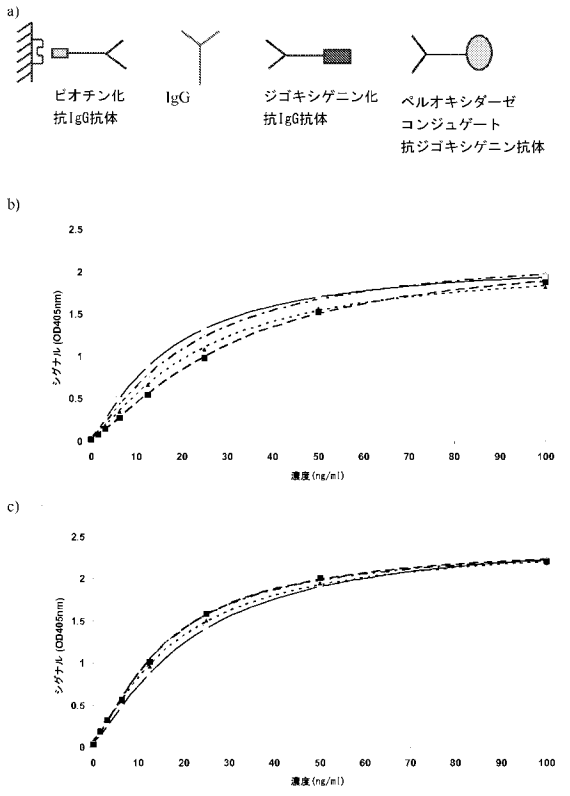 a)
ビオチン化
抗IgG抗体
IgG
ジゴキシゲニン化
抗IgG抗体
ペルオキシダーゼ
コンジュゲート
抗ジゴキシゲニン抗体
b)
シグナル(OD405nm)
2.5
2
1.5
1
0.5
0
0 10 20 30 40 50 60 70 80 90 100
濃度(ng/ml)
c)
シグナル(OD405nm)
2.5
2
1.5
1
0.5
0
0 10 20 30 40 50 60 70 80 90 100
濃度(ng/ml)